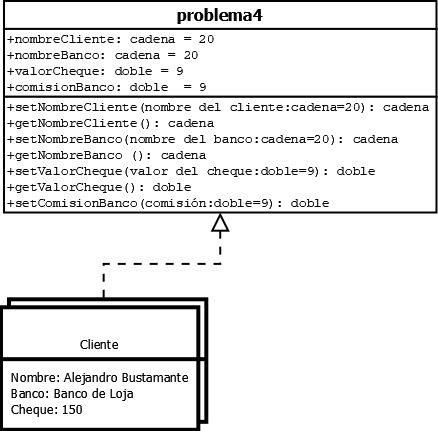 problema4
+nombreCliente: cadena = 20
+nombreBanco: cadena = 20
+valorCheque: doble = 9
+comisionBanco: doble  = 9
+setNombreCliente(nombre del cliente:cadena=20): cadena
+getNombreCliente(): cadena
+setNombreBanco(nombre del banco:cadena=20): cadena
+getNonbreBanco (): cadena
+setValorCheque(valor del cheque:doble=9): doble
+getValorCheque(): doble
+setComisionBanco(comisión:doble=9): doble
Cliente
Nombre: Alejandro Bustamante
Banco: Banco de Loja
Cheque: 150